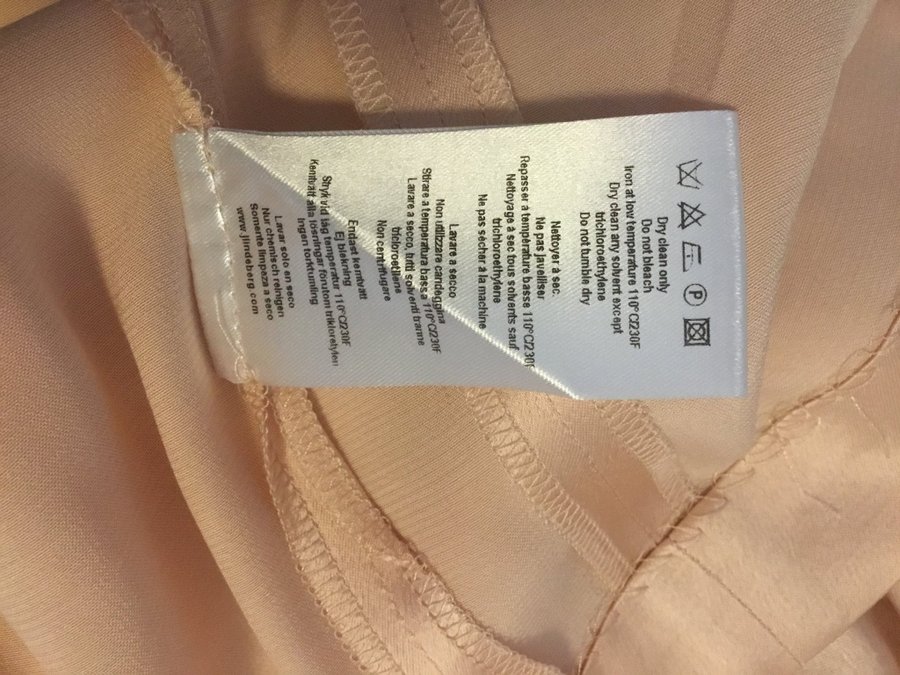 P
Dry clean only
Do not bleach
Iron at low temperature 110°C/230F
Dry clean any solvent except
trichloroethylene
Do not tumble dry
Nettoyer à sec.
Ne pas javeliser
Repasser à température basse 110°C/230F
Nettoyage à sec tous solvents sauf
trichloroethylene
Ne pas sécher à la machine
Lavare a secco
Non utilizzare candeggina
Stirare a temperatura bassa 110°C/230F
Lavare a secco, tutti solventi tranne
tricloroetilene
Non centrifugare
Endast kemtvätt
Ej blekning
Stryk vid låg temperatur 110°C/230F
Kemtvätt alla lösningar förutom trikloretylen
Ingen torktumling
Lavar solo en seco
Nur chemisch reinigen
Somente limpaza a seco
www.jlindeberg.com